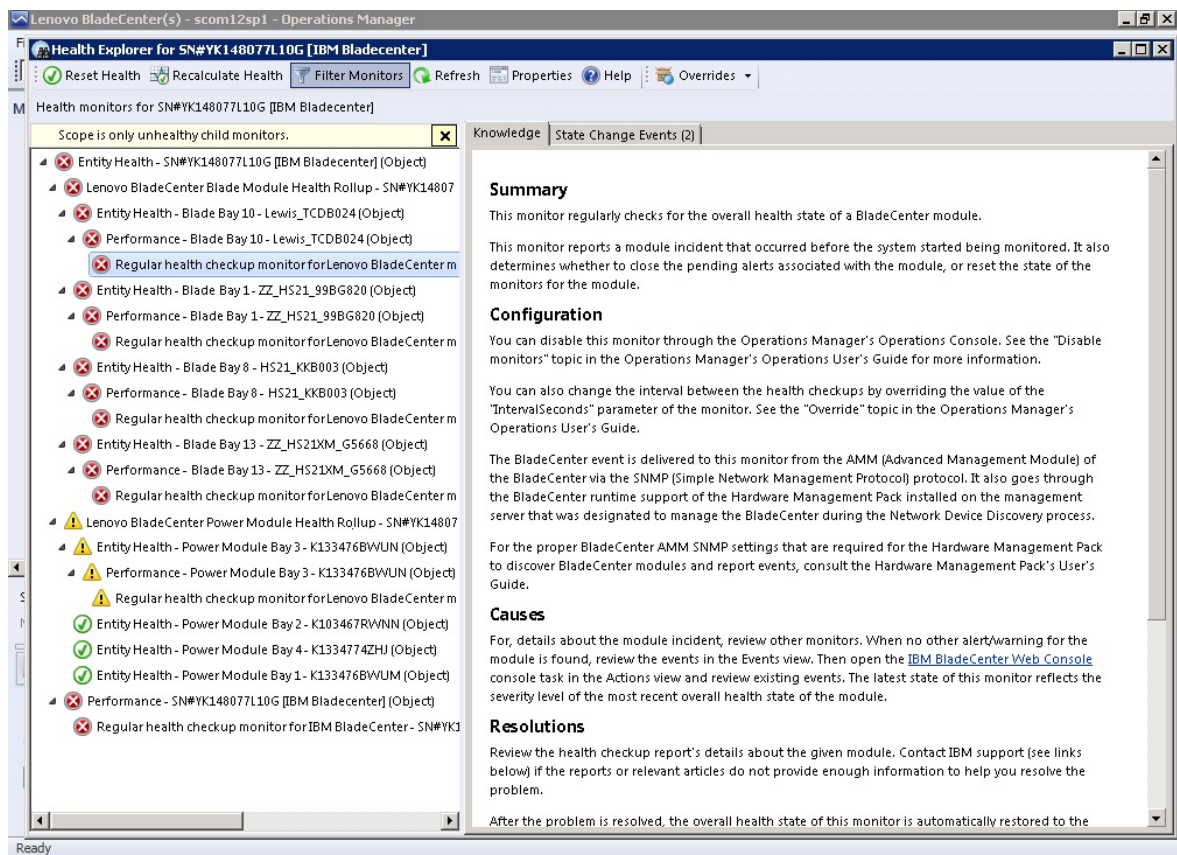 Lenovo BladeCenter(s) - scom12sp1 - Operations Manager
Health Explorer for SN#YK148077L10G [IBM Bladecenter]
Reset Health Recalculate Health Filter Monitors Refresh Properties Help Overrides
Health monitors for SN#YK148077L10G [IBM Bladecenter]
Scope is only unhealthy child monitors.
Entity Health - SN#YK148077L10G [IBM Bladecenter] (Object)
Lenovo BladeCenter Blade Module Health Rollup - SN#YK14807
Entity Health - Blade Bay 10 - Lewis_TCDB024 (Object)
Performance - Blade Bay 10 - Lewis_TCDB024 (Object)
Regular health checkup monitor for Lenovo BladeCenter m
Entity Health - Blade Bay 1 - ZZ_HS21_99BG820 (Object)
Performance - Blade Bay 1 - ZZ_HS21_99BG820 (Object)
Regular health checkup monitor for Lenovo BladeCenter m
Entity Health - Blade Bay 8 - HS21_KKB003 (Object)
Performance - Blade Bay 8 - HS21_KKB003 (Object)
Regular health checkup monitor for Lenovo BladeCenter m
Entity Health - Blade Bay 13 - ZZ_HS21XM_G5668 (Object)
Performance - Blade Bay 13 - ZZ_HS21XM_G5668 (Object)
Regular health checkup monitor for Lenovo BladeCenter m
Lenovo BladeCenter Power Module Health Rollup - SN#YK14807
Entity Health - Power Module Bay 3 - K133476BWUN (Object)
Performance - Power Module Bay 3 - K133476BWUN (Object)
Regular health checkup monitor for Lenovo BladeCenter m
Entity Health - Power Module Bay 2 - K103467RWNN (Object)
Entity Health - Power Module Bay 4 - K1334774ZHJ (Object)
Entity Health - Power Module Bay 1 - K133476BWUM (Object)
Performance - SN#YK148077L10G [IBM Bladecenter] (Object)
Regular health checkup monitor for IBM BladeCenter - SN#YK1
Knowledge State Change Events (2)
Summary
This monitor regularly checks for the overall health state of a BladeCenter module.
This monitor reports a module incident that occurred before the system started being monitored. It also
determines whether to close the pending alerts associated with the module, or reset the state of the
monitors for the module.
Configuration
You can disable this monitor through the Operations Manager's Operations Console. See the "Disable
monitors" topic in the Operations Manager's Operations User's Guide for more information.
You can also change the interval between the health checkups by overriding the value of the
"IntervalSeconds" parameter of the monitor. See the "Override" topic in the Operations Manager's
Operations User's Guide.
The BladeCenter event is delivered to this monitor from the AMM (Advanced Management Module) of
the BladeCenter via the SNMP (Simple Network Management Protocol) protocol. It also goes through
the BladeCenter runtime support of the Hardware Management Pack installed on the management
server that was designated to manage the BladeCenter during the Network Device Discovery process.
For the proper BladeCenter AMM SNMP settings that are required for the Hardware Management Pack
to discover BladeCenter modules and report events, consult the Hardware Management Pack's User's
Guide.
Causes
For, details about the module incident, review other monitors. When no other alert/warning for the
module is found, review the events in the Events view. Then open the IBM BladeCenter Web Console
console task in the Actions view and review existing events. The latest state of this monitor reflects the
severity level of the most recent overall health state of the module.
Resolutions
Review the health checkup report's details about the given module. Contact IBM support (see links
below) if the reports or relevant articles do not provide enough information to help you resolve the
problem.
After the problem is resolved, the overall health state of this monitor is automatically restored to the
Ready